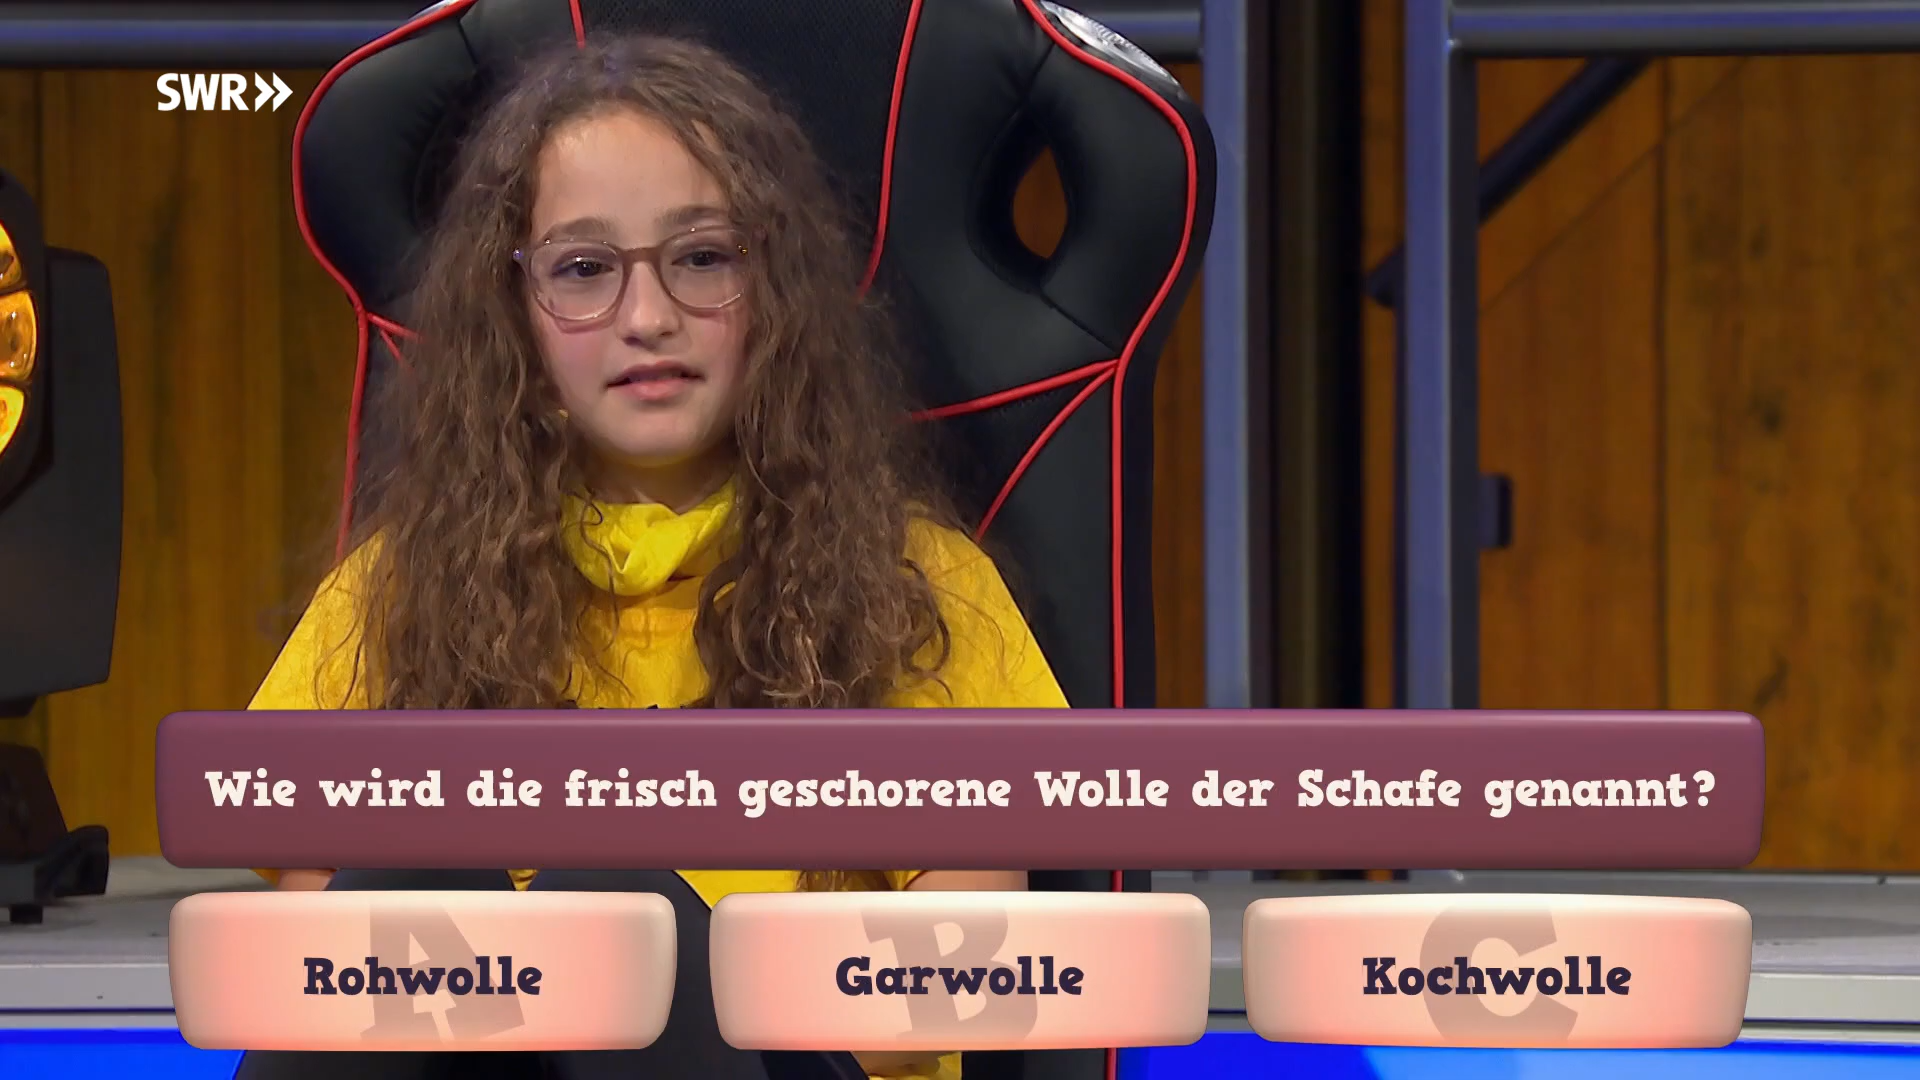 SWR
Wie wird die frisch geschorene Wolle der Schafe genannt?
A
Rohwolle
B
Garwolle
C
Kochwolle